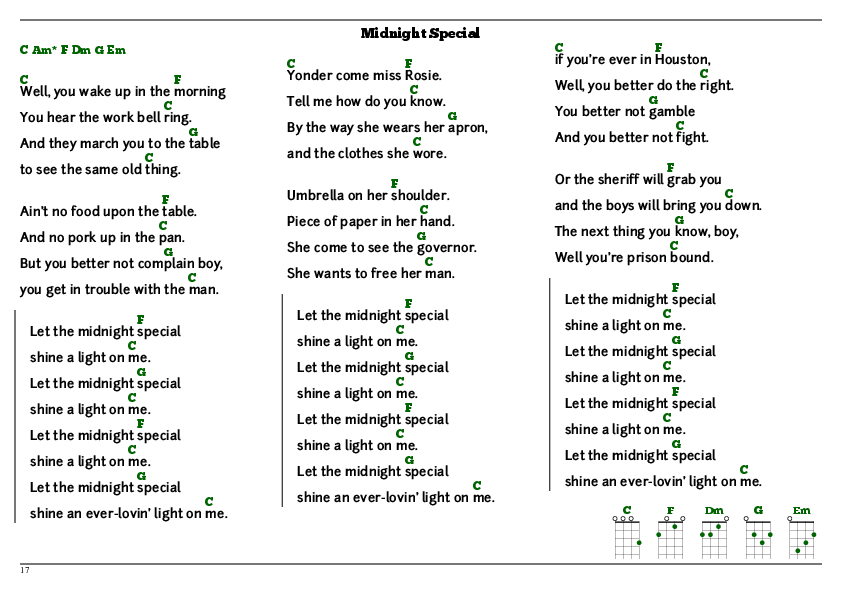 Midnight Special
C Am* F Dm G Em
C F
Well, you wake up in the morning
C
You hear the work bell ring.
G
And they march you to the table
C
to see the same old thing.
F
Ain't no food upon the table.
C
And no pork up in the pan.
G
But you better not complain boy,
C
you get in trouble with the man.
F
Let the midnight special
C
shine a light on me.
G
Let the midnight special
C
shine a light on me.
F
Let the midnight special
C
shine a light on me.
G
Let the midnight special
C
shine an ever-lovin' light on me.
C F
Yonder come miss Rosie.
C
Tell me how do you know.
G
By the way she wears her apron,
C
and the clothes she wore.
F
Umbrella on her shoulder.
C
Piece of paper in her hand.
G
She come to see the governor.
C
She wants to free her man.
F
Let the midnight special
C
shine a light on me.
G
Let the midnight special
C
shine a light on me.
F
Let the midnight special
C
shine a light on me.
G
Let the midnight special
C
shine an ever-lovin' light on me.
C F
if you're ever in Houston,
C
Well, you better do the right.
G
You better not gamble
C
And you better not fight.
F
Or the sheriff will grab you
C
and the boys will bring you down.
G
The next thing you know, boy,
C
Well you're prison bound.
F
Let the midnight special
C
shine a light on me.
G
Let the midnight special
C
shine a light on me.
F
Let the midnight special
C
shine a light on me.
G
Let the midnight special
C
shine an ever-lovin' light on me.
C F Dm G Em
17